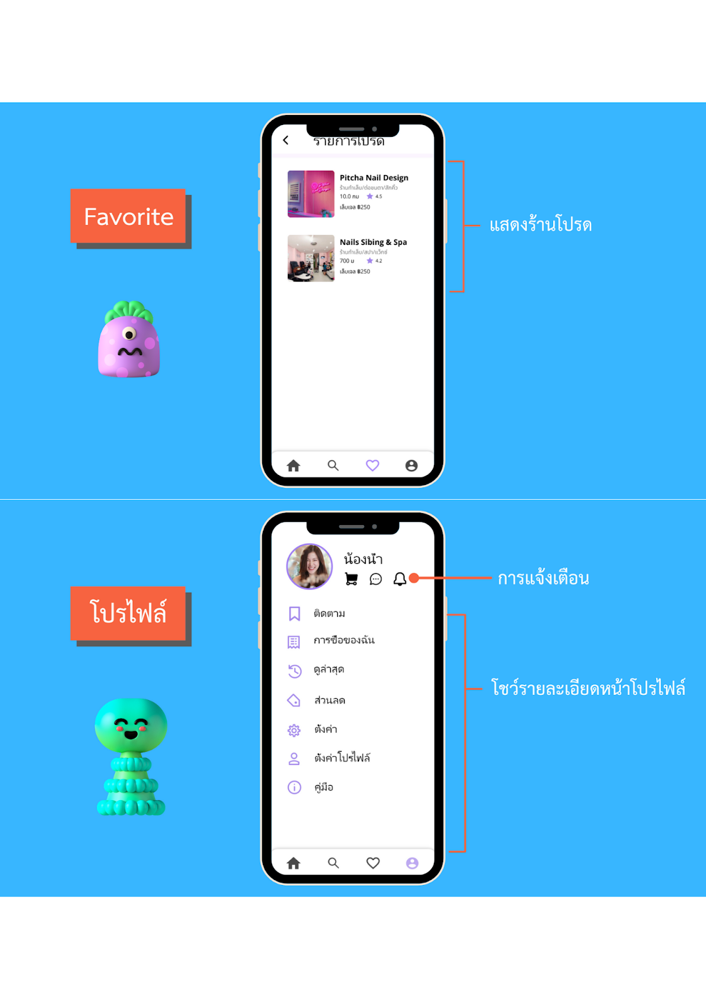 รายการโปรด
Pitcha Nail Design
ร้านทำเล็บ/ต่อขนตา/สักคิ้ว
10.0 กม 4.5
เล็บเจล ฿250
Favorite
แสดงร้านโปรด
Nails Sibing & Spa
ร้านทำเล็บ/สปา/แว็กซ์
700 ม 4.2
เล็บเจล ฿250
น้องน้ำ
การแจ้งเตือน
โปรไฟล์
ติดตาม
การซื้อของฉัน
ดูล่าสุด
โชว์รายละเอียดหน้าโปรไฟล์
ส่วนลด
ตั้งค่า
ตั้งค่าโปรไฟล์
คู่มือ